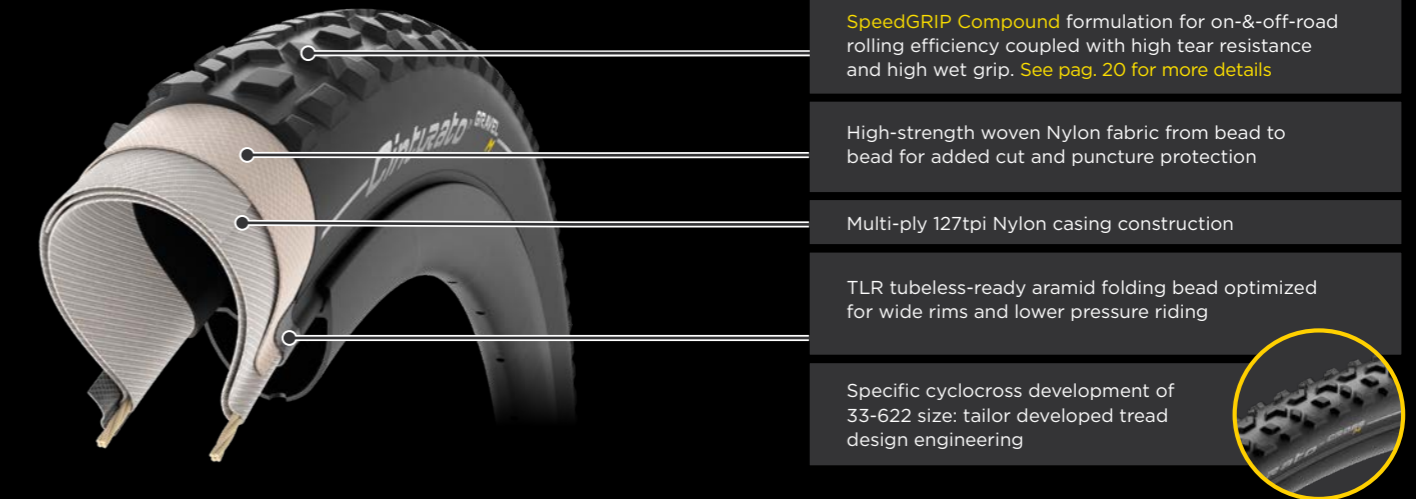 SpeedGRIP Compound formulation for on-&-off-road
rolling efficiency coupled with high tear resistance
and high wet grip. See pag. 20 for more details
High-strength woven Nylon fabric from bead to
bead for added cut and puncture protection
Multi-ply 127tpi Nylon casing construction
TLR tubeless-ready aramid folding bead optimized
for wide rims and lower pressure riding
Specific cyclocross development of
33-622 size: tailor developed tread
design engineering
Cinturato GRAVEL
M
rato CROSS
M